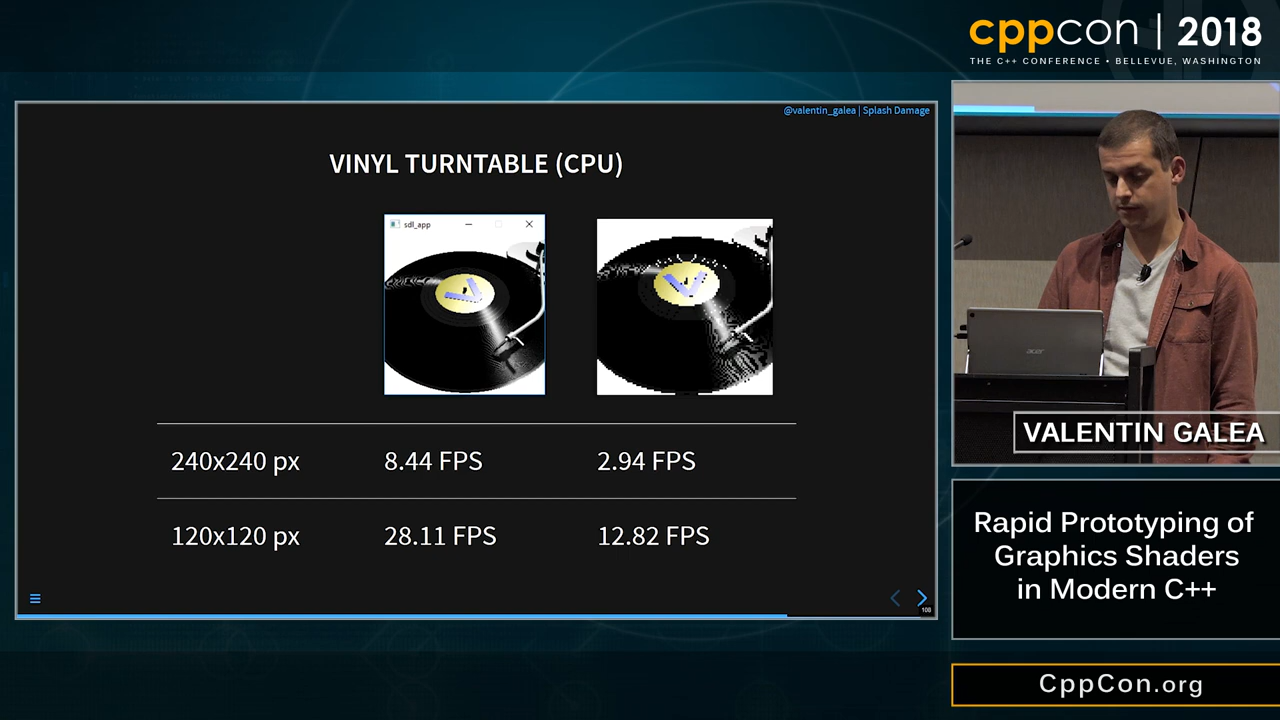 cppcon | 2018
THE C++ CONFERENCE • BELLEVUE, WASHINGTON
@valentin_galea | Splash Damage
VINYL TURNTABLE (CPU)
sdl_app
240x240 px 8.44 FPS 2.94 FPS
120x120 px 28.11 FPS 12.82 FPS
108
acer
VALENTIN GALEA
Rapid Prototyping of
Graphics Shaders
in Modern C++
CppCon.org